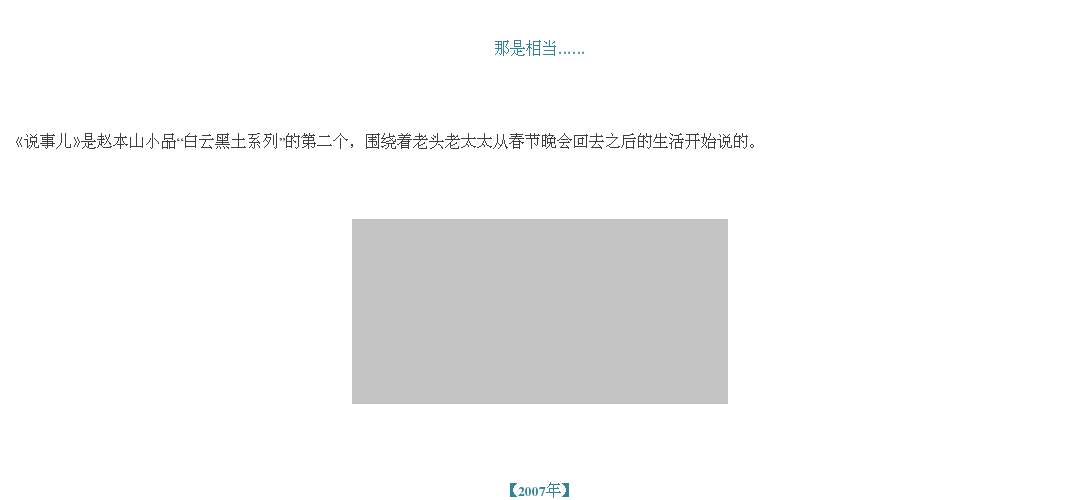 那是相当……
《说事儿》是赵本山小品“白云黑土系列”的第二个，围绕着老头老太太从春节晚会回去之后的生活开始说的。
【2007年】